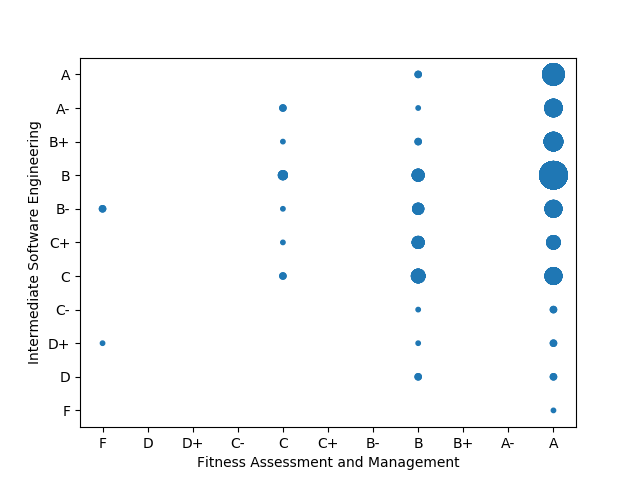 Intermediate Software Engineering
A
A-
B+
B
B-
C+
C
C-
D+
D
F
F D D+ C- C C+ B- B B+ A- A
Fitness Assessment and Management